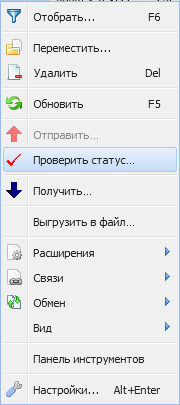 Отобрать... F6
Переместить...
Удалить Del
Обновить F5
Отправить...
Проверить статус...
Получить...
Выгрузить в файл...
Расширения
Связи
Обмен
Вид
Панель инструментов
Настройки... Alt+Enter